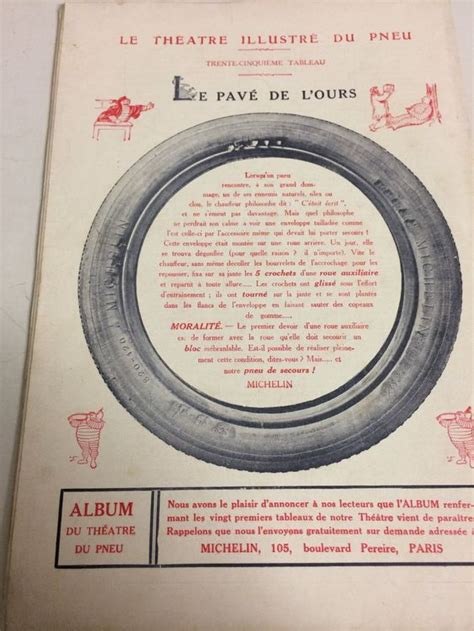 LE THÉATRE ILLUSTRÉ DU PNEU
TRENTE-CINQUIÈME TABLEAU
LE PAVÉ DE L'OURS
Lorsqu'un pneu
rencontre, à son grand dom-
mage, un de ses ennemis naturels, silex ou
clou, le chauffeur philosophe dit : "C'était écrit"
et ne s'émeut pas davantage. Mais quel philosophe
ne perdrait son calme à voir une enveloppe tailladée comme
l'est celle-ci par l'accessoire même qui devait lui porter secours !
Cette enveloppe était montée sur une roue arrière. Un jour, elle
se trouva dégonflée (pour quelle raison ? il n'importe). Vite le
chauffeur, sans même decoller les bourrelets de l'accrochage pour les
repousser, fixa sur sa jante les 5 crochets d'une roue auxiliaire
et repartit à toute allure.... Les crochets ont glissé sous l'effort
d'entraînement ; ils ont tourné sur la jante et se sont plantés
dans les flancs de l'enveloppe en faisant sauter des copeaux
de gomme....
MORALITÉ. — Le premier devoir d'une roue auxiliaire
est de former avec la roue qu'elle doit secourir un
bloc inébranlable. Est-il possible de réaliser pleine-
ment cette condition, dites-vous ? Mais.... et
notre pneu de secours !
MICHELIN
MICHELIN
820×120
ALBUM
DU THÉATRE
DU PNEU
Nous avons le plaisir d'annoncer à nos lecteurs que l'ALBUM renfer-
mant les vingt premiers tableaux de notre Théâtre vient de paraître
Rappelons que nous l'envoyons gratuitement sur demande adressée à
MICHELIN, 105, boulevard Pereire, PARIS